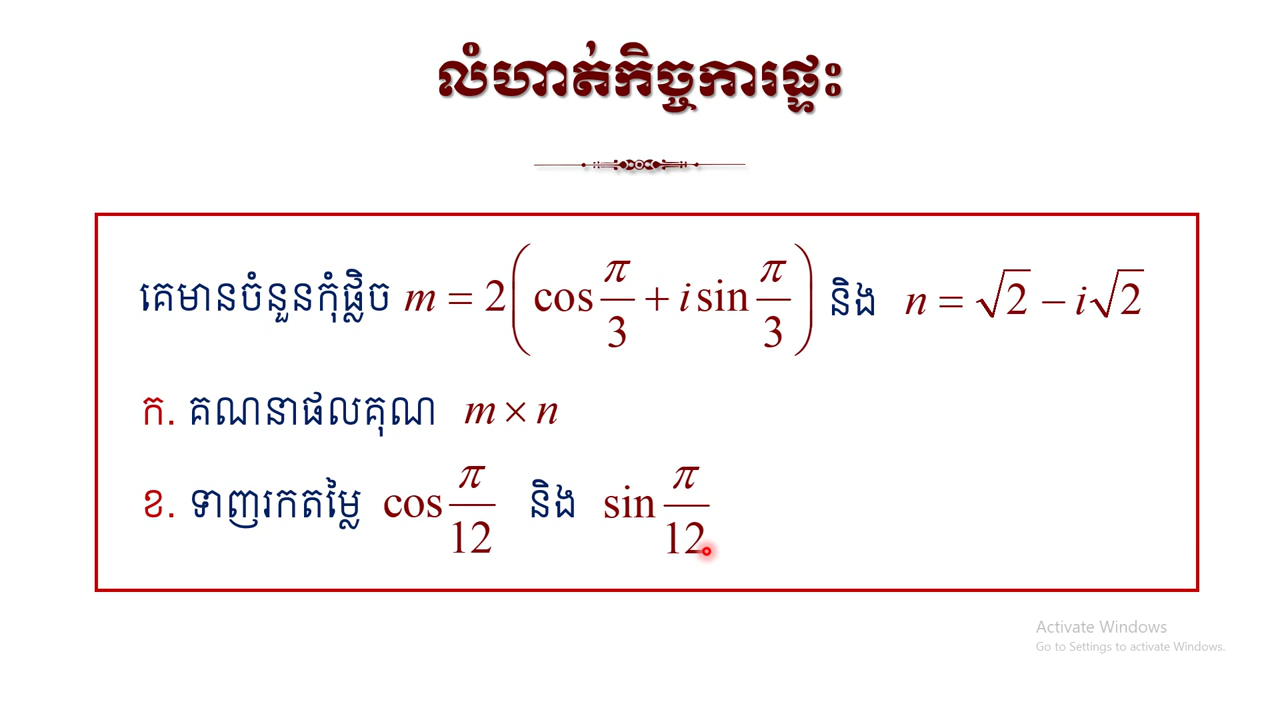 លំហាត់កិច្ចការផ្ទះ
គេមានចំនួនកុំផ្លិច m = 2(cos π/3 + i sin π/3) និង n = √2 − i√2
ក. គណនាផលគុណ m × n
ខ. ទាញរកតម្លៃ cos π/12 និង sin π/12
Activate Windows
Go to Settings to activate Windows.